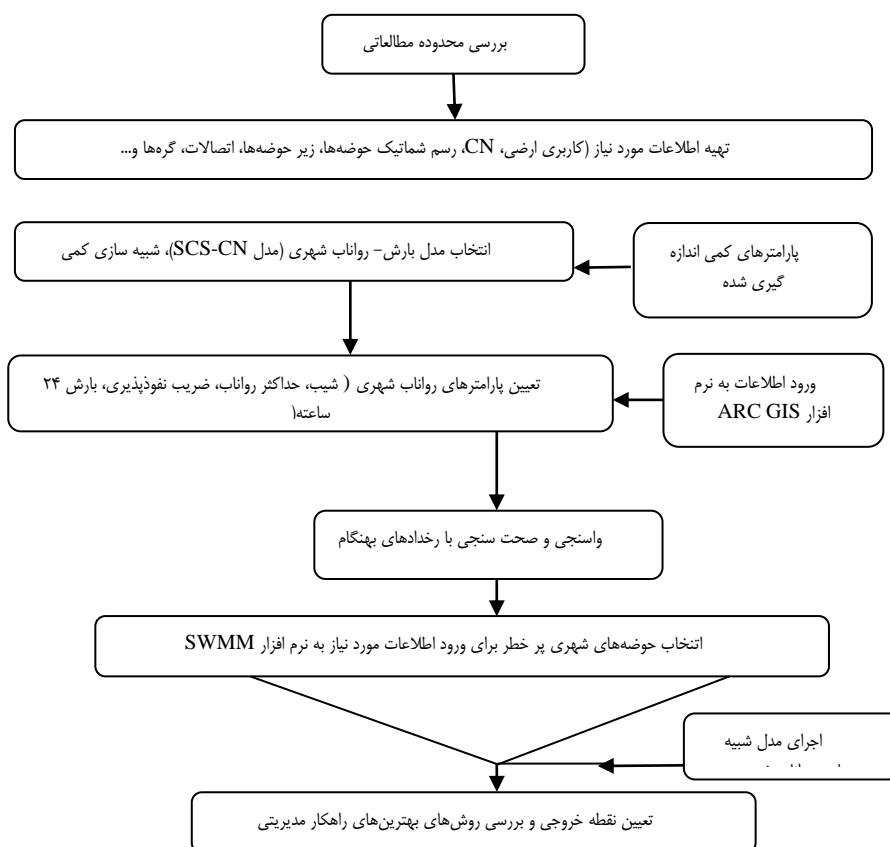 بررسی محدوده مطالعاتی
تهیه اطلاعات مورد نیاز (کاربری ارضی، CN، رسم شماتیک حوضه‌ها، زیر حوضه‌ها، اتصالات، گره‌ها و...
انتخاب مدل بارش– رواناب شهری (مدل SCS-CN)، شبیه سازی کمی
پارامترهای کمی اندازه
گیری شده
تعیین پارامترهای رواناب شهری ( شیب، حداکثر رواناب، ضریب نفوذپذیری، بارش ۲۴
ساعته(
ورود اطلاعات به نرم
افزار ARC GIS
واسنجی و صحت سنجی با رخدادهای بهنگام
اتنخاب حوضه‌های شهری پر خطر برای ورود اطلاعات مورد نیاز به نرم افزار SWMM
اجرای مدل شبیه
تعیین نقطه خروجی و بررسی روش‌های بهترین‌های راهکار مدیریتی